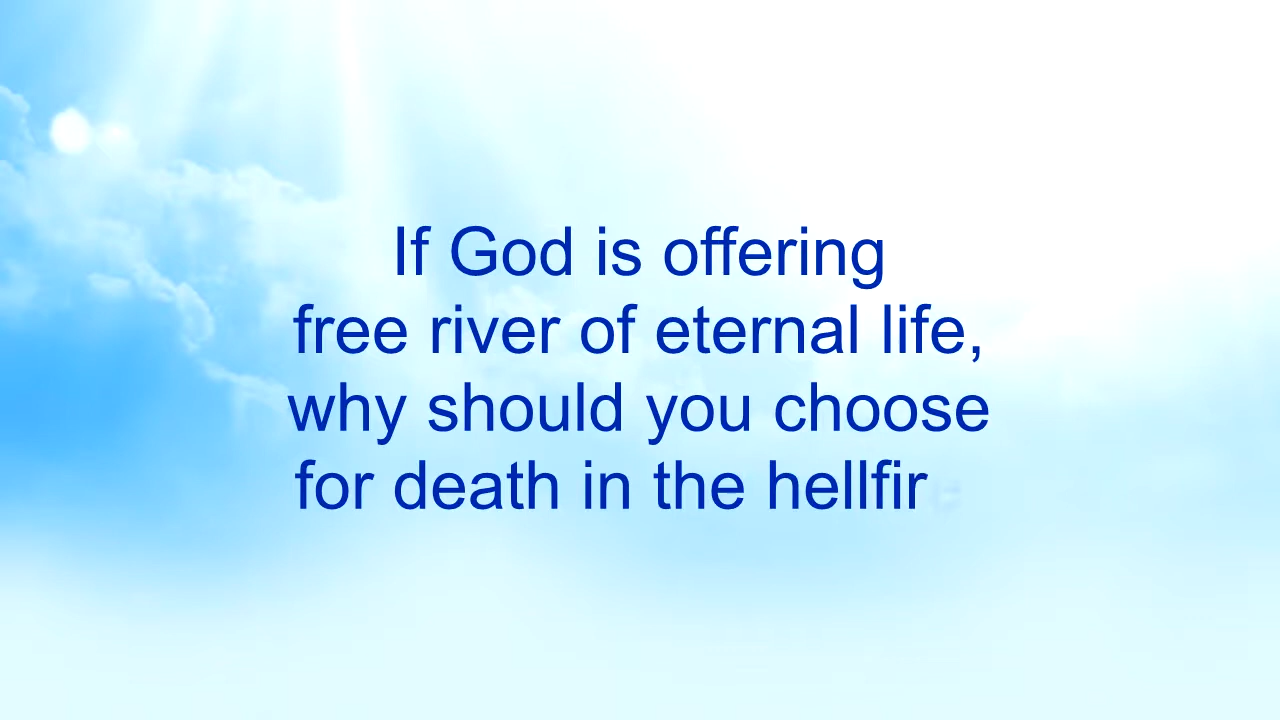 If God is offering
free river of eternal life,
why should you choose
for death in the hellfir